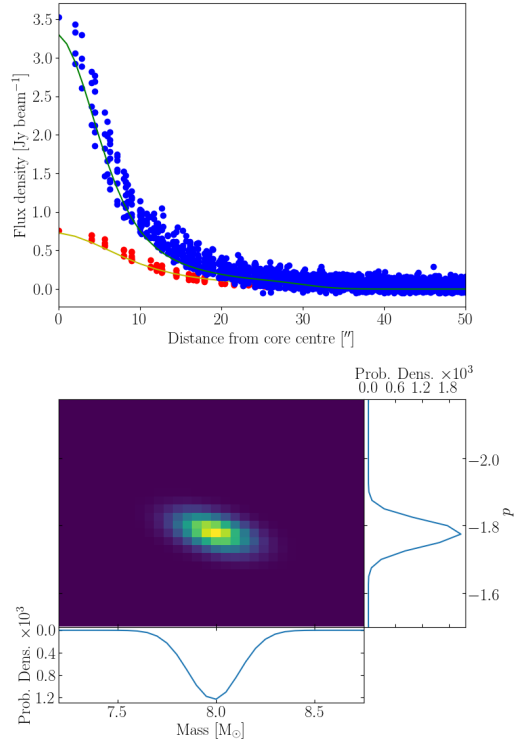 3.5
3.0
2.5
2.0
1.5
1.0
0.5
0.0
Flux density [Jy beam⁻¹]
0 10 20 30 40 50
Distance from core centre ['']
Prob. Dens. ×10³
0.0 0.6 1.2 1.8
−2.0
−1.8
−1.6
p
0.0
0.4
0.8
1.2
Prob. Dens. ×10³
7.5 8.0 8.5
Mass [M☉]